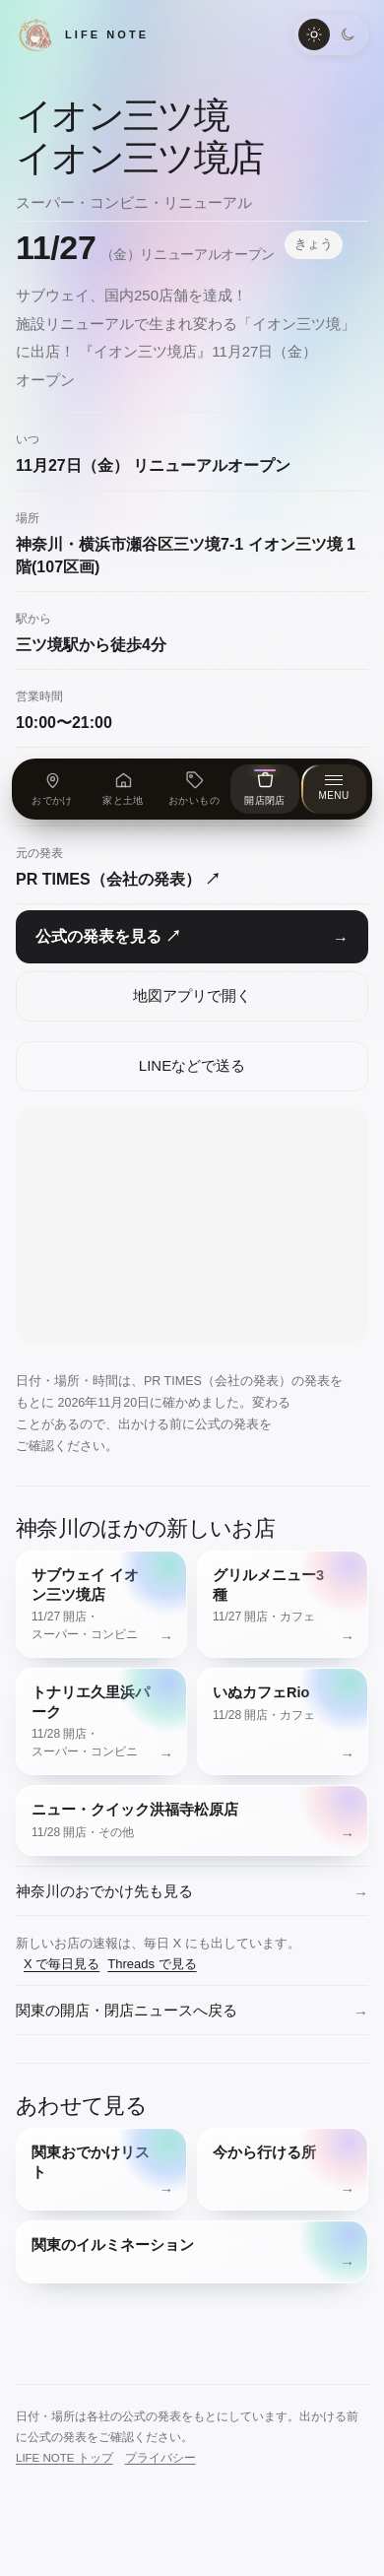 LIFE NOTE
イオン三ツ境
イオン三ツ境店
スーパー・コンビニ・リニューアル
11/27（金）リニューアルオープン きょう
サブウェイ、国内250店舗を達成！
施設リニューアルで生まれ変わる「イオン三ツ境」
に出店！『イオン三ツ境店』11月27日（金）
オープン
いつ
11月27日（金） リニューアルオープン
場所
神奈川・横浜市瀬谷区三ツ境7-1 イオン三ツ境 1
階(107区画)
駅から
三ツ境駅から徒歩4分
営業時間
10:00〜21:00
おでかけ 家と土地 おかいもの 開店閉店 MENU
元の発表
PR TIMES（会社の発表） ↗
公式の発表を見る ↗ →
地図アプリで開く
LINEなどで送る
日付・場所・時間は、PR TIMES（会社の発表）の発表を
もとに 2026年11月20日に確かめました。変わる
ことがあるので、出かける前に公式の発表を
ご確認ください。
神奈川のほかの新しいお店
サブウェイ イオ
ン三ツ境店
11/27 開店・
スーパー・コンビニ →
グリルメニュー3
種
11/27 開店・カフェ
→
トナリエ久里浜パ
ーク
11/28 開店・
スーパー・コンビニ →
いぬカフェRio
11/28 開店・カフェ
→
ニュー・クイック洪福寺松原店
11/28 開店・その他 →
神奈川のおでかけ先も見る →
新しいお店の速報は、毎日 X にも出しています。
X で毎日見る Threads で見る
関東の開店・閉店ニュースへ戻る →
あわせて見る
関東おでかけリス
ト
→
今から行ける所
→
関東のイルミネーション
→
日付・場所は各社の公式の発表をもとにしています。出かける前
に公式の発表をご確認ください。
LIFE NOTE トップ プライバシー